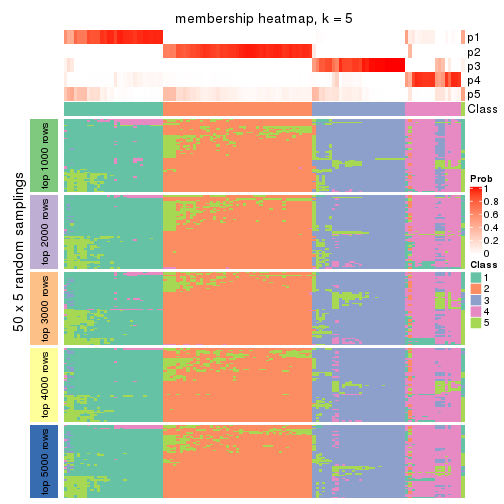 membership heatmap, k = 5
p1
p2
p3
p4
p5
Class
50 x 5 random samplings
top 1000 rows
top 2000 rows
top 3000 rows
top 4000 rows
top 5000 rows
Prob
1
0.8
0.6
0.4
0.2
0
Class
1
2
3
4
5